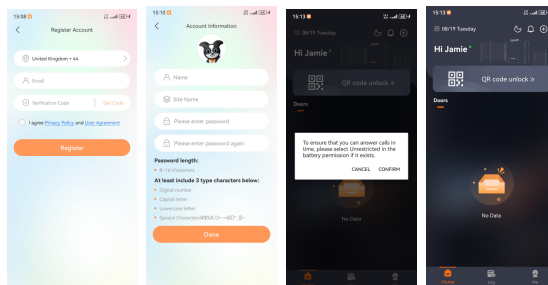 15:08
Register Account
United Kingdom + 44
Email
Verification Code
Get Code
I agree Privacy Policy and User Agreement
Register
15:10
Account Information
Name
Site Name
Please enter password
Please enter password again
Password length:
• 8-16 characters
At least include 3 type characters below:
• Digital number
• Capital letter
• Lowercase letter
Done
15:13
08/19 Tuesday
Hi Jamie
QR code unlock »
Doors
To ensure that you can answer calls in
time, please select Unrestricted in the
battery permission if it exists.
CANCEL CONFIRM
No Data
15:13
08/19 Tuesday
Hi Jamie
QR code unlock »
Doors
No Data
Home Log Me